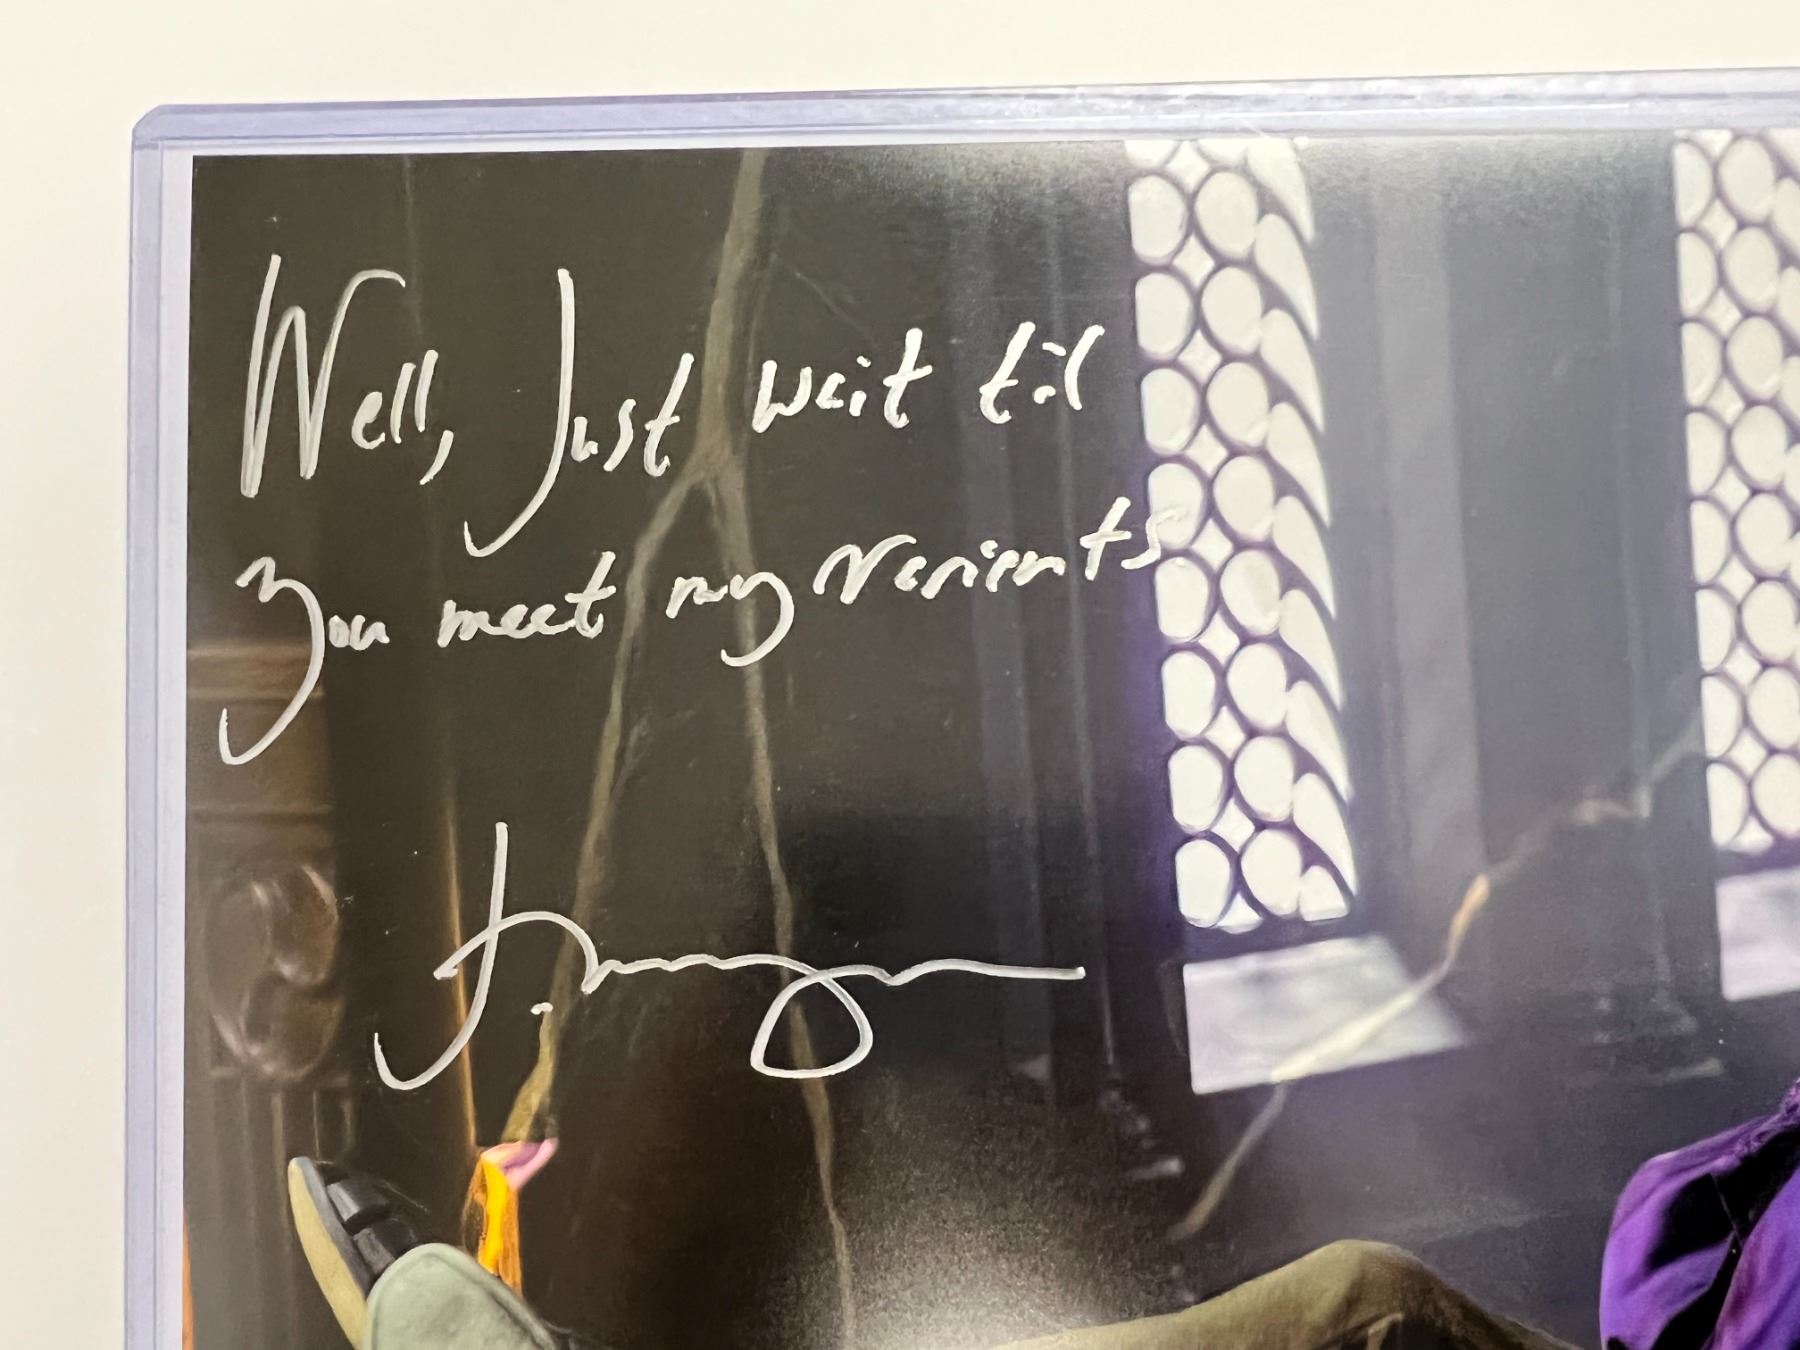 Well, Just wait til
you meet my variants